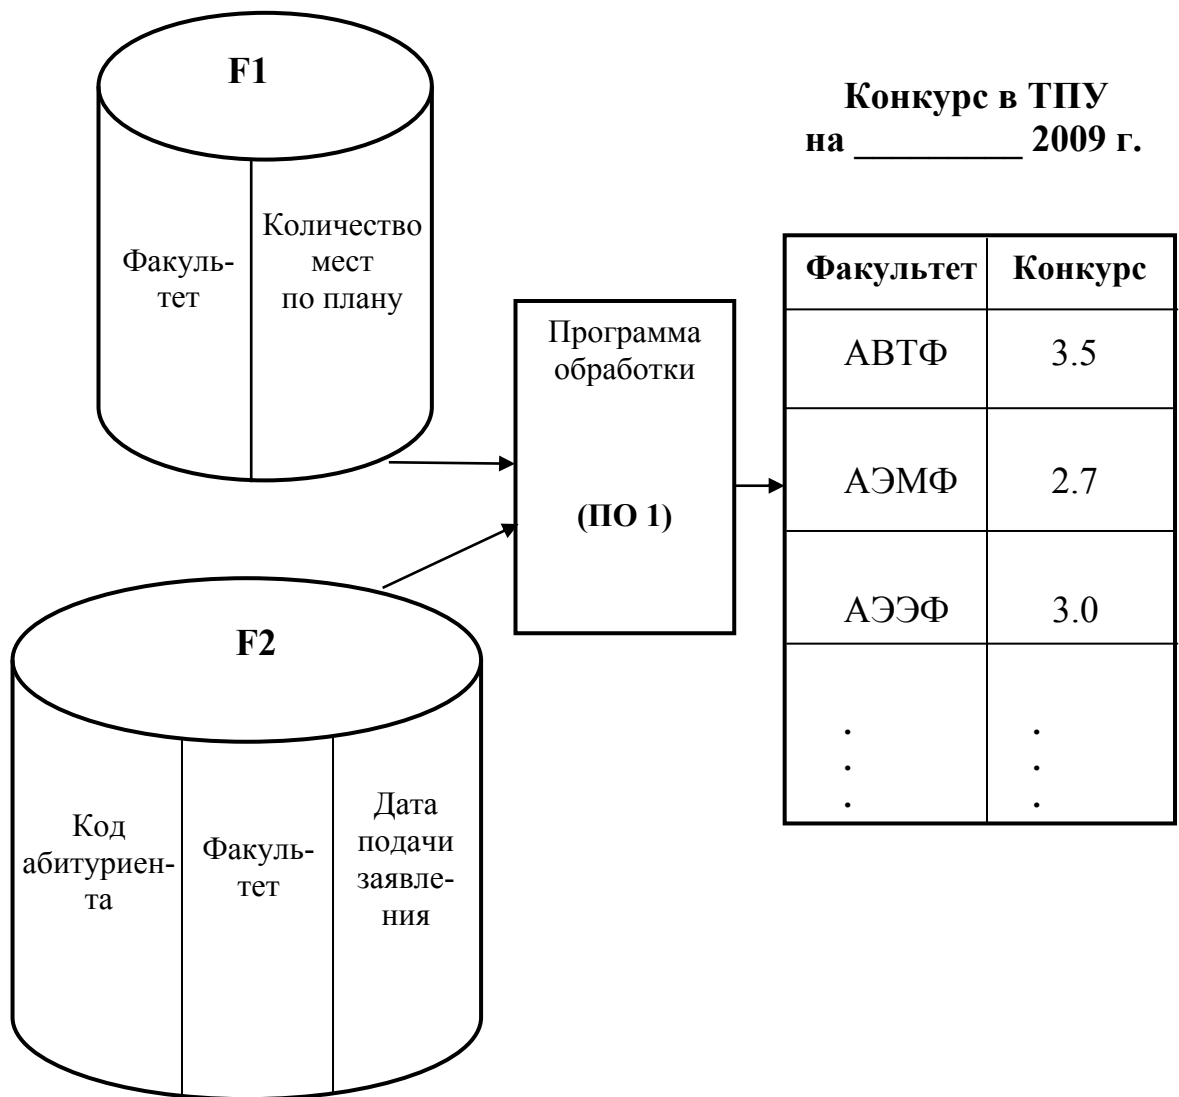 F1
Факуль-
тет
Количество
мест
по плану
F2
Код
абитуриен-
та
Факуль-
тет
Дата
подачи
заявле-
ния
Программа
обработки
(ПО 1)
Конкурс в ТПУ
на _________ 2009 г.
Факультет Конкурс
АВТФ 3.5
АЭМФ 2.7
АЭЭФ 3.0
. .
. .
. .